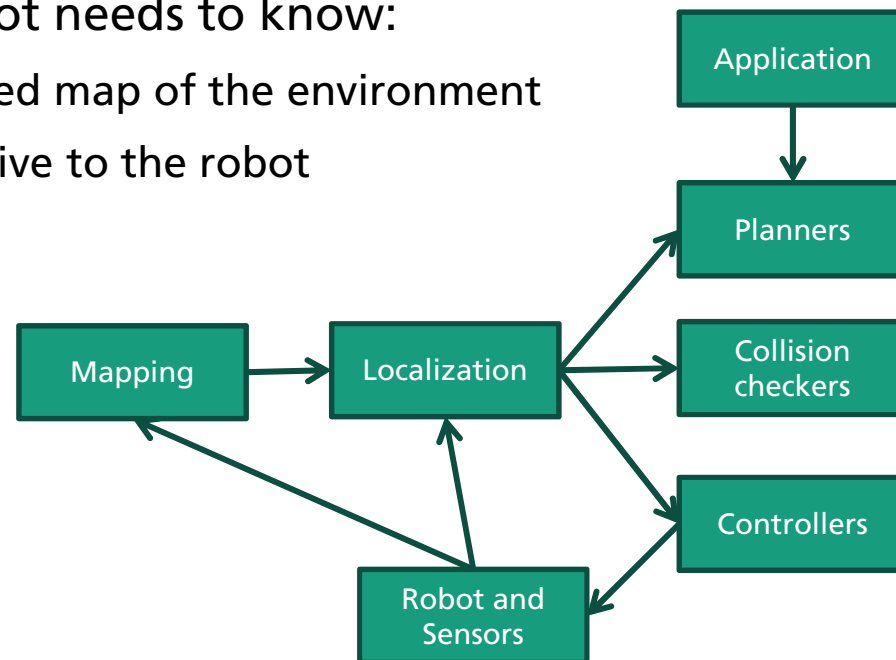 ot needs to know:
ed map of the environment
ive to the robot
Application
Planners
Mapping
Localization
Collision
checkers
Controllers
Robot and
Sensors